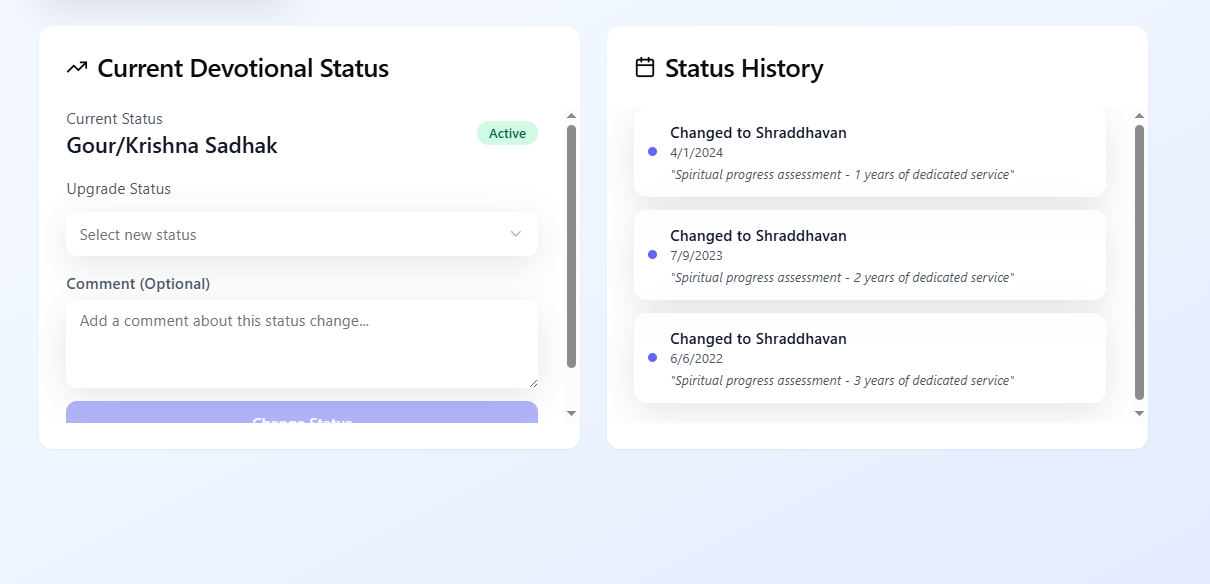 Current Devotional Status
Current Status
Gour/Krishna Sadhak
Active
Upgrade Status
Select new status
Comment (Optional)
Add a comment about this status change...
Change Status
Status History
Changed to Shraddhavan
4/1/2024
"Spiritual progress assessment - 1 years of dedicated service"
Changed to Shraddhavan
7/9/2023
"Spiritual progress assessment - 2 years of dedicated service"
Changed to Shraddhavan
6/6/2022
"Spiritual progress assessment - 3 years of dedicated service"